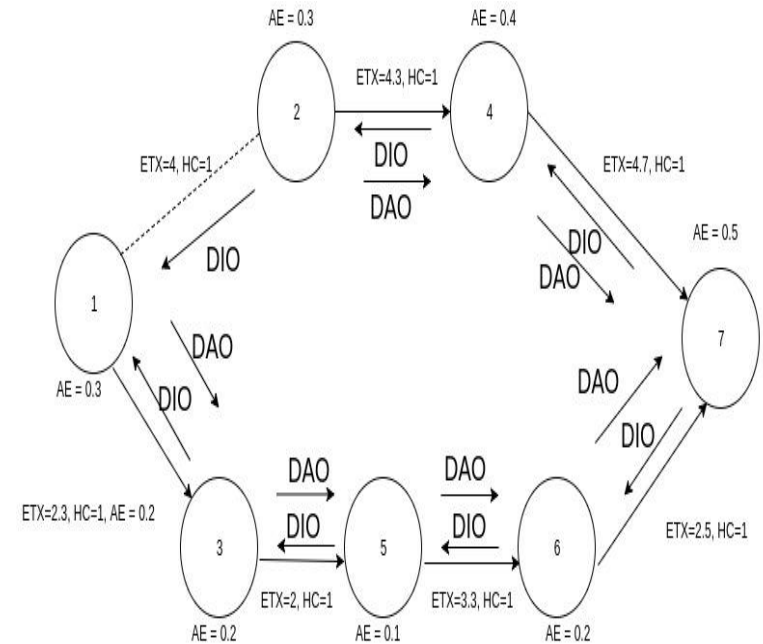 AE = 0.3
AE = 0.4
ETX=4.3, HC=1
2
4
DIO
DAO
ETX=4, HC=1
ETX=4.7, HC=1
AE = 0.5
DIO
DIO
DAO
1
7
DAO
AE = 0.3
DIO
DAO
DIO
DAO
DAO
ETX=2.3, HC=1, AE = 0.2
DIO
DIO
ETX=2.5, HC=1
3
5
6
ETX=2, HC=1
ETX=3.3, HC=1
AE = 0.2
AE = 0.1
AE = 0.2